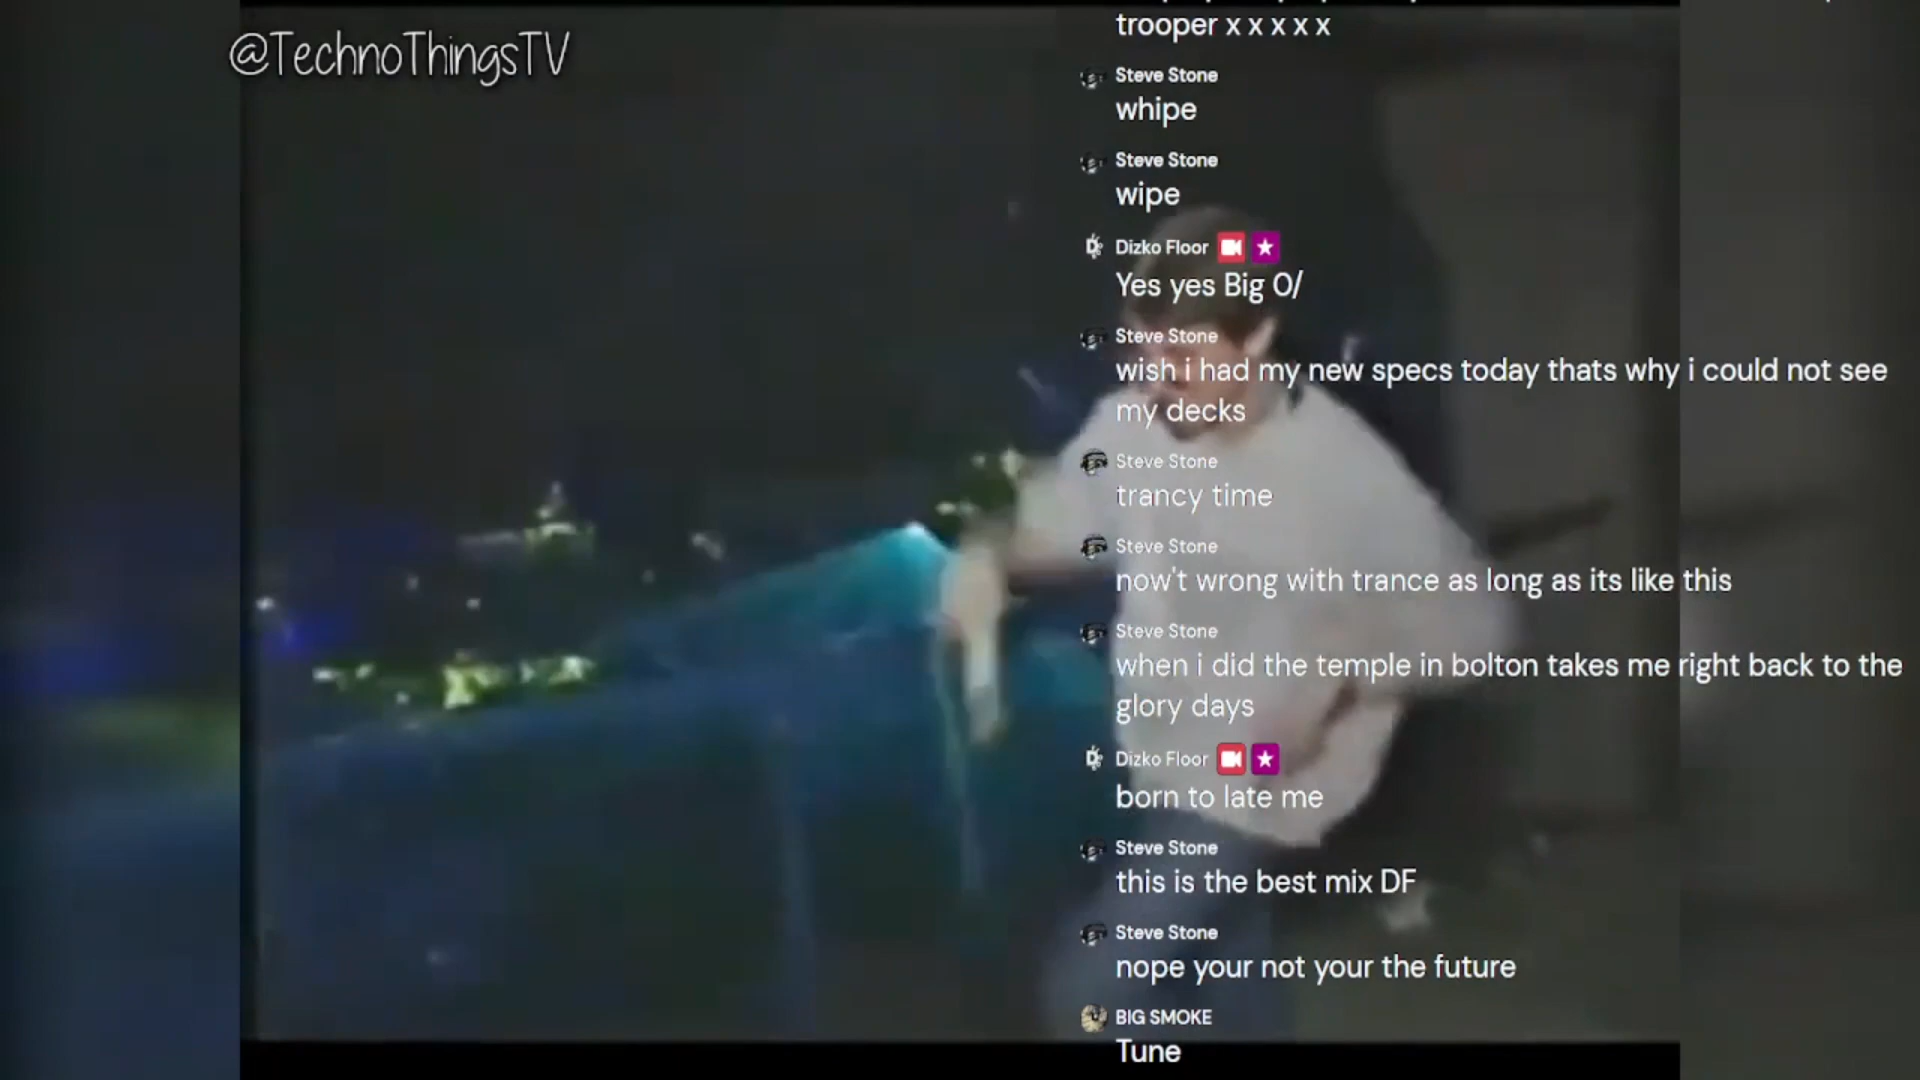 @TechnoThingsTV
trooper x x x x x
Steve Stone
whipe
Steve Stone
wipe
Dizko Floor
Yes yes Big O/
Steve Stone
wish i had my new specs today thats why i could not see
my decks
Steve Stone
trancy time
Steve Stone
now't wrong with trance as long as its like this
Steve Stone
when i did the temple in bolton takes me right back to the
glory days
Dizko Floor
born to late me
Steve Stone
this is the best mix DF
Steve Stone
nope your not your the future
BIG SMOKE
Tune